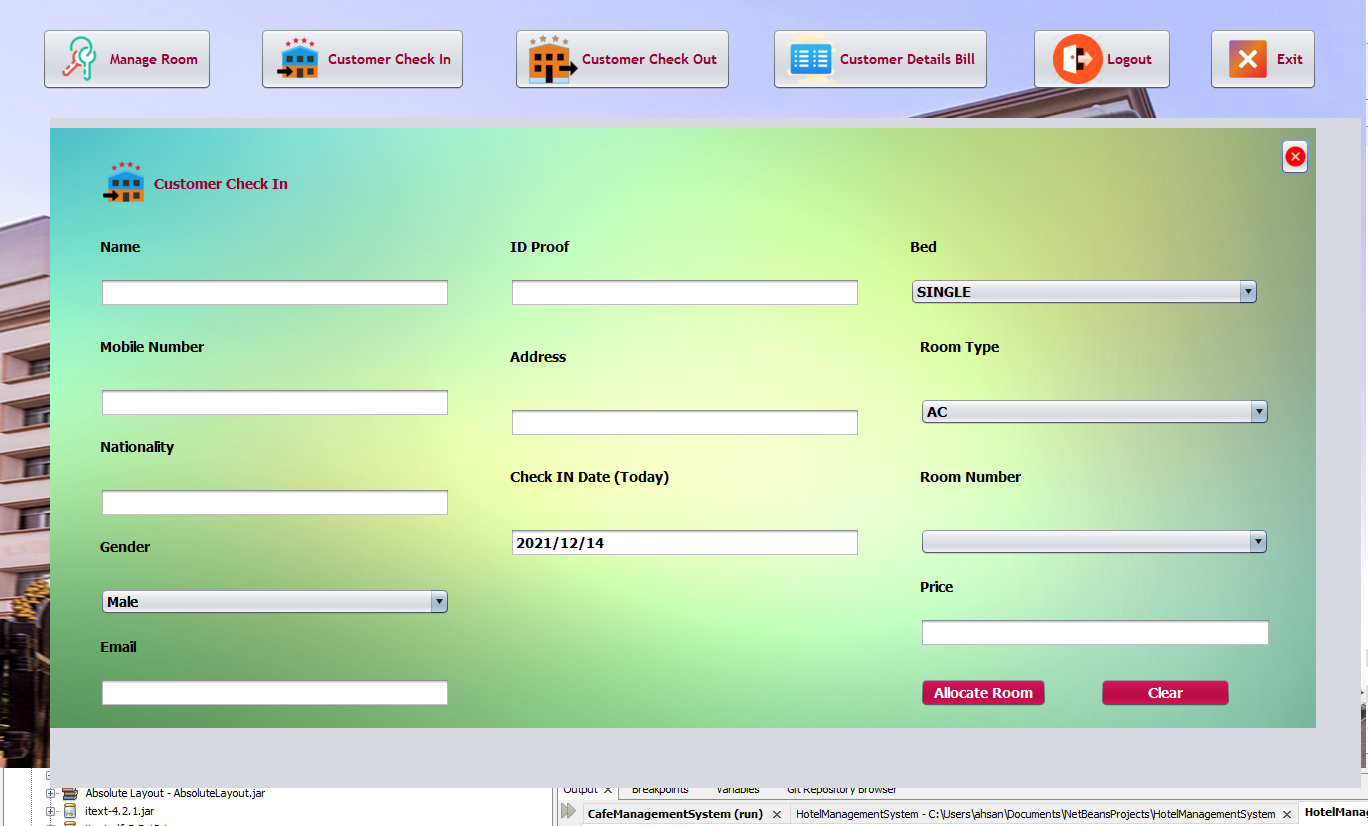 Manage Room
Customer Check In
Customer Check Out
Customer Details Bill
Logout
Exit
Customer Check In
Name
ID Proof
Bed
SINGLE
Mobile Number
Address
Room Type
AC
Nationality
Check IN Date (Today)
Room Number
2021/12/14
Gender
Male
Price
Email
Allocate Room
Clear
Absolute Layout - AbsoluteLayout.jar
itext-4.2.1.jar
Output
Breakpoints
Variables
Git Repository Browser
CafeManagementSystem (run)
HotelManagementSystem - C:\Users\ahsan\Documents\NetBeansProjects\HotelManagementSystem
HotelMana